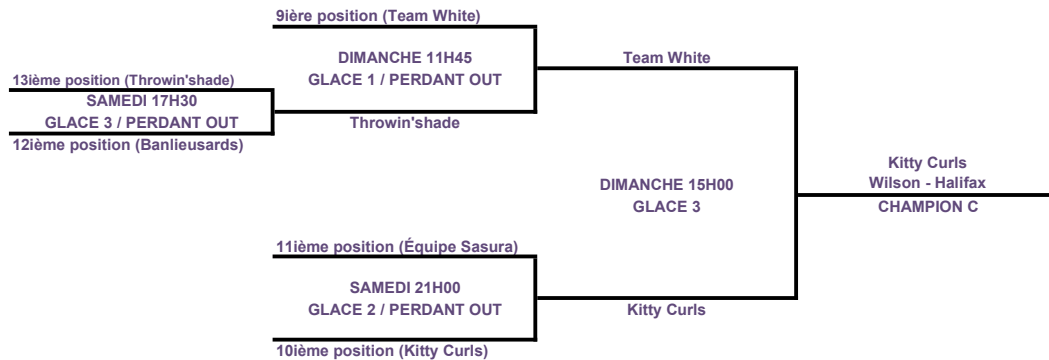 9ière position (Team White)
DIMANCHE 11H45
GLACE 1 / PERDANT OUT
Team White
13ième position (Throwin'shade)
SAMEDI 17H30
GLACE 3 / PERDANT OUT
Throwin'shade
12ième position (Banlieusards)
Kitty Curls
Wilson - Halifax
CHAMPION C
DIMANCHE 15H00
GLACE 3
11ième position (Équipe Sasura)
SAMEDI 21H00
GLACE 2 / PERDANT OUT
Kitty Curls
10ième position (Kitty Curls)